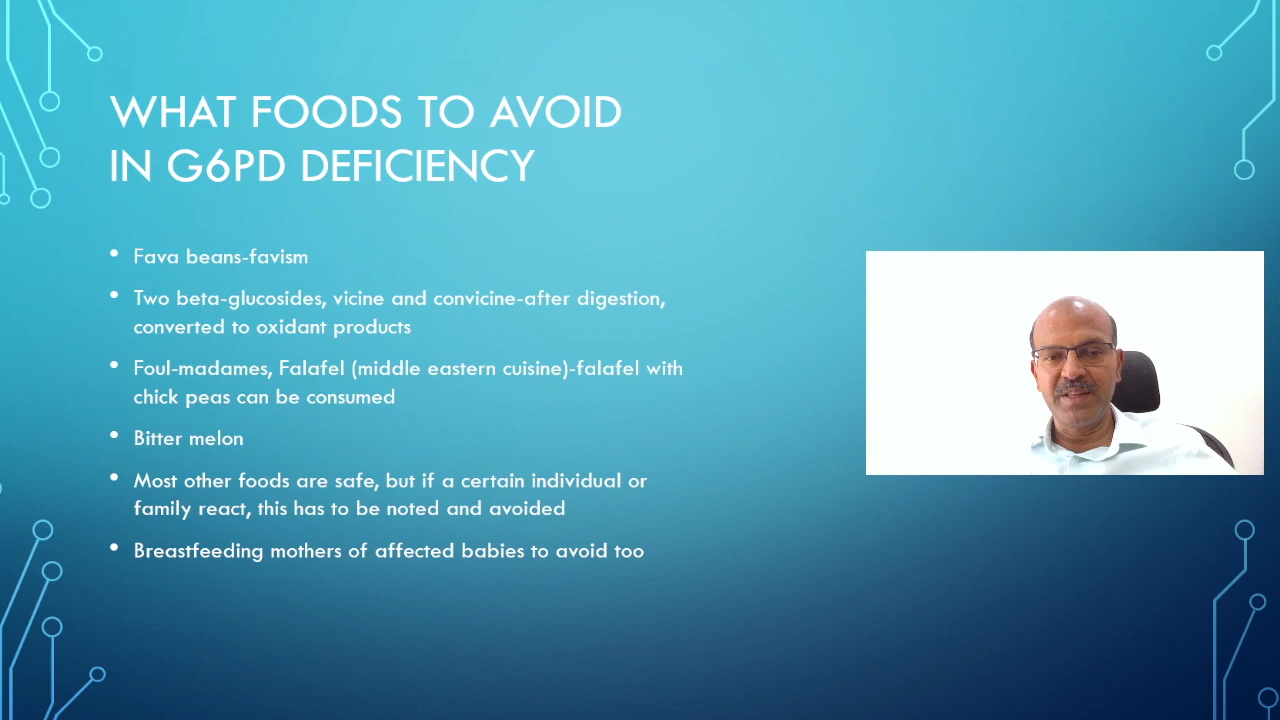 WHAT FOODS TO AVOID
IN G6PD DEFICIENCY
• Fava beans-favism
• Two beta-glucosides, vicine and convicine-after digestion,
converted to oxidant products
• Foul-madames, Falafel (middle eastern cuisine)-falafel with
chick peas can be consumed
• Bitter melon
• Most other foods are safe, but if a certain individual or
family react, this has to be noted and avoided
• Breastfeeding mothers of affected babies to avoid too